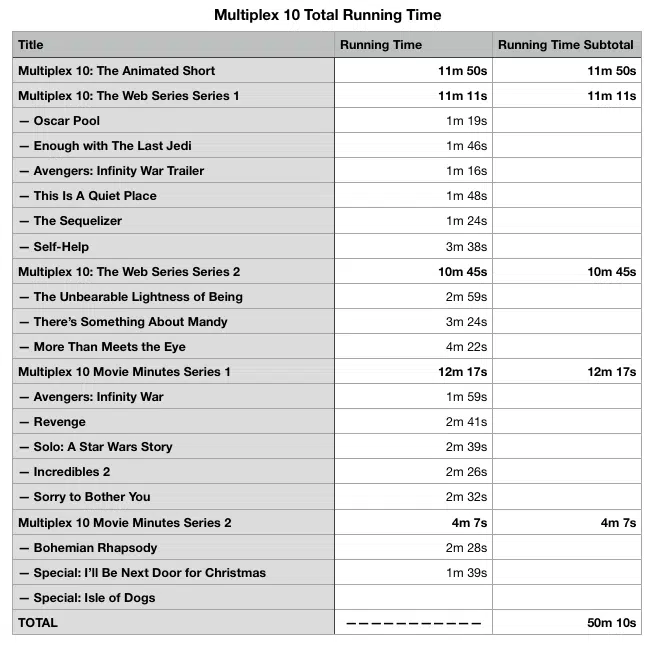 Multiplex 10 Total Running Time
Title Running Time Running Time Subtotal
Multiplex 10: The Animated Short 11m 50s 11m 50s
Multiplex 10: The Web Series Series 1 11m 11s 11m 11s
— Oscar Pool 1m 19s
— Enough with The Last Jedi 1m 46s
— Avengers: Infinity War Trailer 1m 16s
— This Is A Quiet Place 1m 48s
— The Sequelizer 1m 24s
— Self-Help 3m 38s
Multiplex 10: The Web Series Series 2 10m 45s 10m 45s
— The Unbearable Lightness of Being 2m 59s
— There’s Something About Mandy 3m 24s
— More Than Meets the Eye 4m 22s
Multiplex 10 Movie Minutes Series 1 12m 17s 12m 17s
— Avengers: Infinity War 1m 59s
— Revenge 2m 41s
— Solo: A Star Wars Story 2m 39s
— Incredibles 2 2m 26s
— Sorry to Bother You 2m 32s
Multiplex 10 Movie Minutes Series 2 4m 7s 4m 7s
— Bohemian Rhapsody 2m 28s
— Special: I’ll Be Next Door for Christmas 1m 39s
— Special: Isle of Dogs
TOTAL ——————————— 50m 10s